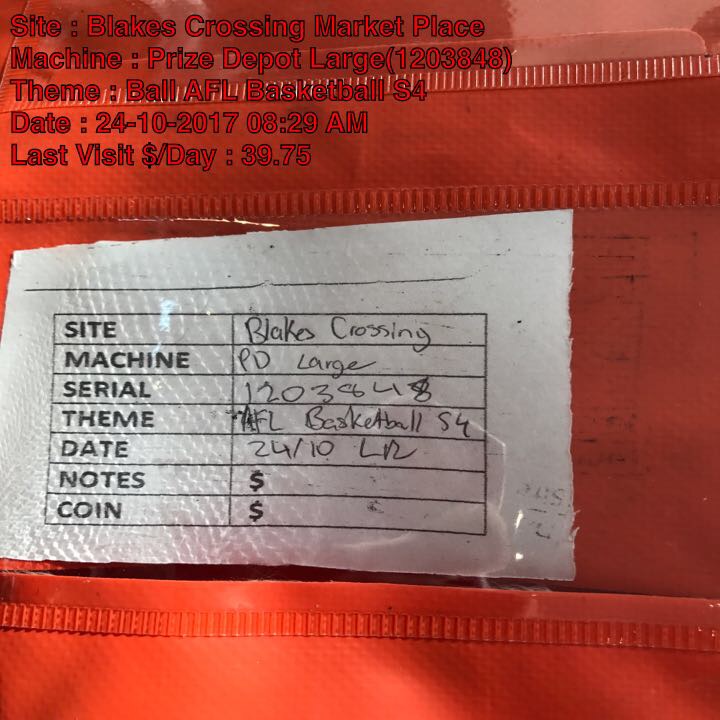 Site : Blakes Crossing Market Place
Machine : Prize Depot Large(1203848)
Theme : Ball AFL Basketball S4
Date : 24-10-2017 08:29 AM
Last Visit $/Day : 39.75
SITE Blakes Crossing
MACHINE PD Large
SERIAL 1203848
THEME AFL Basketball S4
DATE 24/10 LR
NOTES $
COIN $